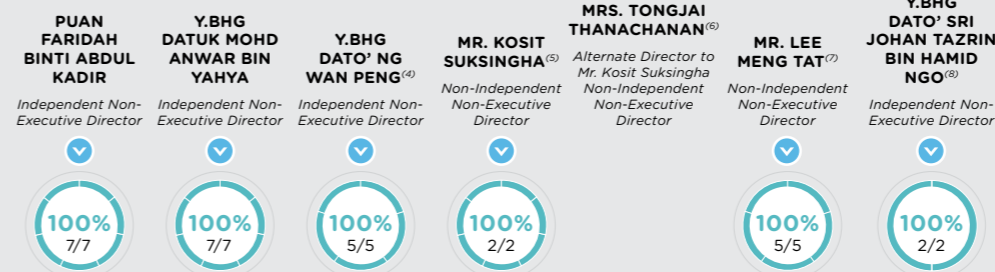 PUAN
FARIDAH
BINTI ABDUL
KADIR
Independent Non-
Executive Director
100%
7/7
Y.BHG
DATUK MOHD
ANWAR BIN
YAHYA
Independent Non-
Executive Director
100%
7/7
Y.BHG
DATO’ NG
WAN PENG(4)
Independent Non-
Executive Director
100%
5/5
MR. KOSIT
SUKSINGHA(5)
Non-Independent
Non-Executive
Director
100%
2/2
MRS. TONGJAI
THANACHANAN(6)
Alternate Director to
Mr. Kosit Suksingha
Non-Independent
Non-Executive
Director
MR. LEE
MENG TAT(7)
Non-Independent
Non-Executive
Director
100%
5/5
Y.BHG
DATO’ SRI
JOHAN TAZRIN
BIN HAMID
NGO(8)
Independent Non-
Executive Director
100%
2/2